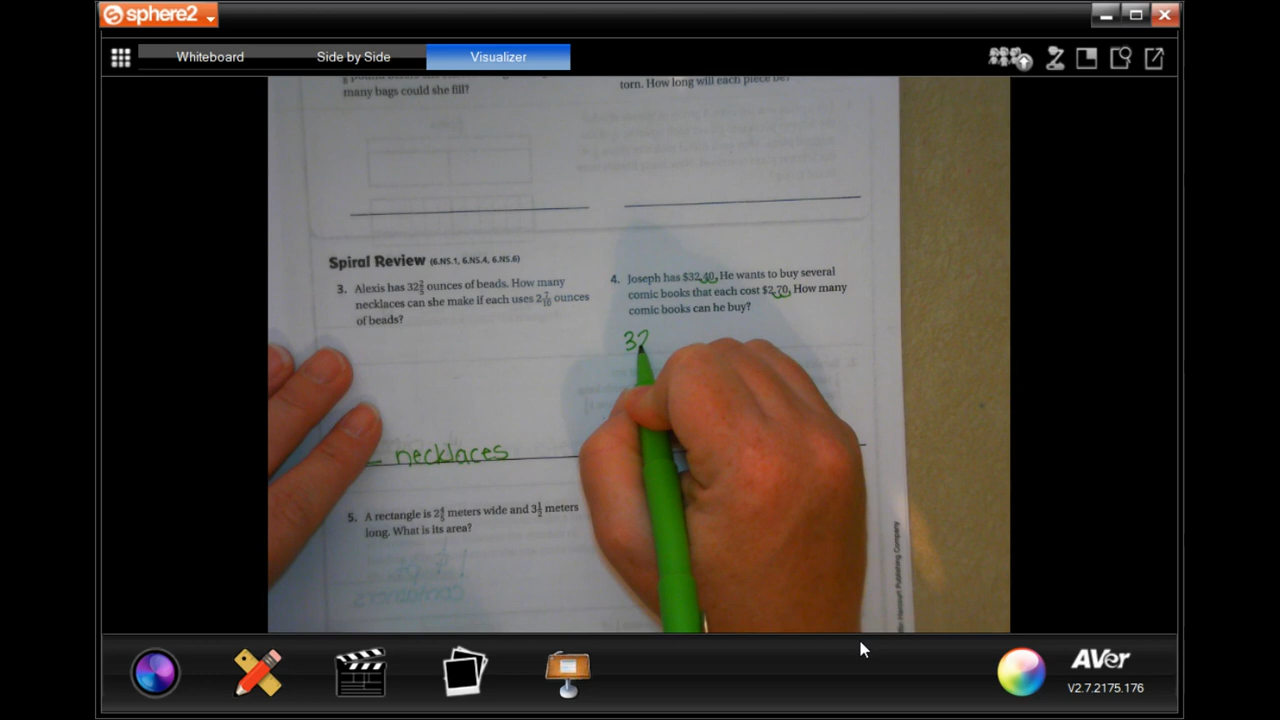 sphere2
Whiteboard
Side by Side
Visualizer
many bags could she fill?
torn. How long will each piece be?
Spiral Review (6.NS.1, 6.NS.4, 6.NS.6)
3. Alexis has 32 2/5 ounces of beads. How many
necklaces can she make if each uses 2 7/10 ounces
of beads?
4. Joseph has $32.40. He wants to buy several
comic books that each cost $2.70. How many
comic books can he buy?
32
necklaces
5. A rectangle is 2 4/5 meters wide and 3 1/2 meters
long. What is its area?
Harcourt Publishing Company
AVer
V2.7.2175.176